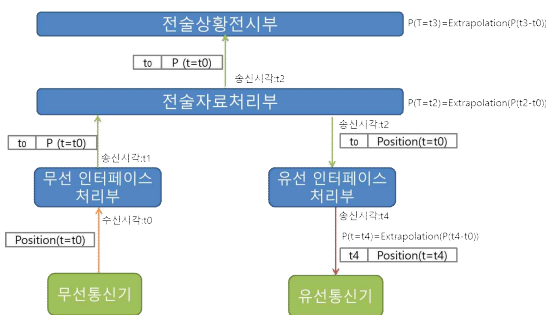 전술상황전시부
P(T=t3)=Extrapolation(P(t3-t0))
to P (t=t0)
송신시각:t2
전술자료처리부
P(T=t2)=Extrapolation(P(t2-t0))
to P (t=t0)
송신시각:t1
송신시각:t2
to Position(t=t0)
무선 인터페이스
처리부
유선 인터페이스
처리부
수신시각:t0
송신시각:t4
Position(t=t0)
P(t=t4)=Extrapolation(P(t4-t0))
t4 Position(t=t4)
무선통신기
유선통신기